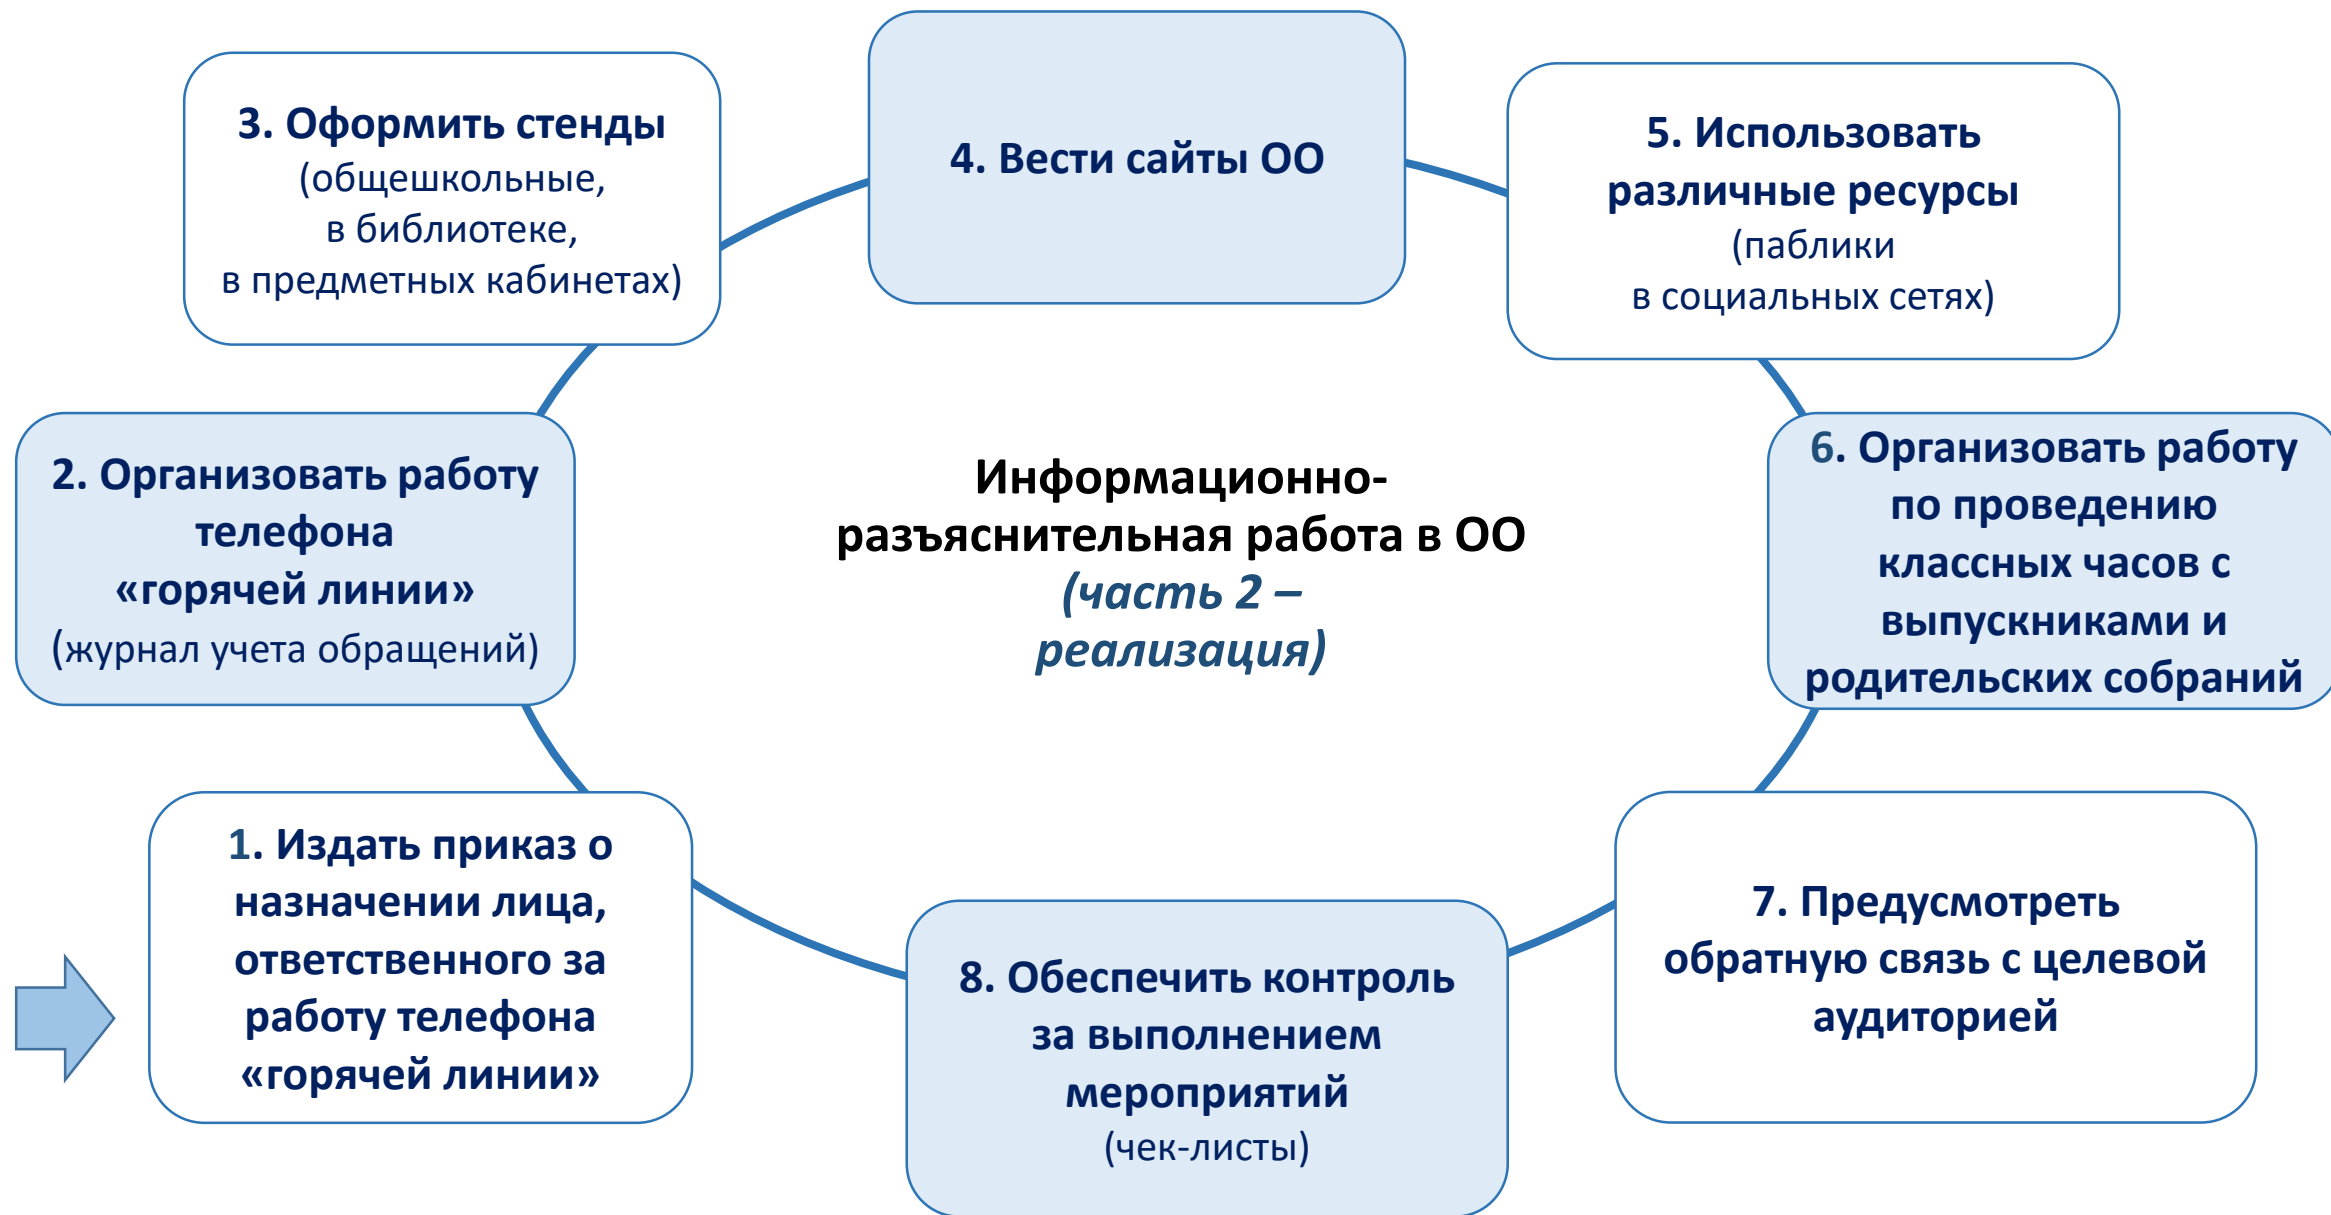 3. Оформить стенды
(общешкольные,
в библиотеке,
в предметных кабинетах)
4. Вести сайты ОО
5. Использовать
различные ресурсы
(паблики
в социальных сетях)
2. Организовать работу
телефона
«горячей линии»
(журнал учета обращений)
Информационно-
разъяснительная работа в ОО
(часть 2 –
реализация)
6. Организовать работу
по проведению
классных часов с
выпускниками и
родительских собраний
1. Издать приказ о
назначении лица,
ответственного за
работу телефона
«горячей линии»
8. Обеспечить контроль
за выполнением
мероприятий
(чек-листы)
7. Предусмотреть
обратную связь с целевой
аудиторией